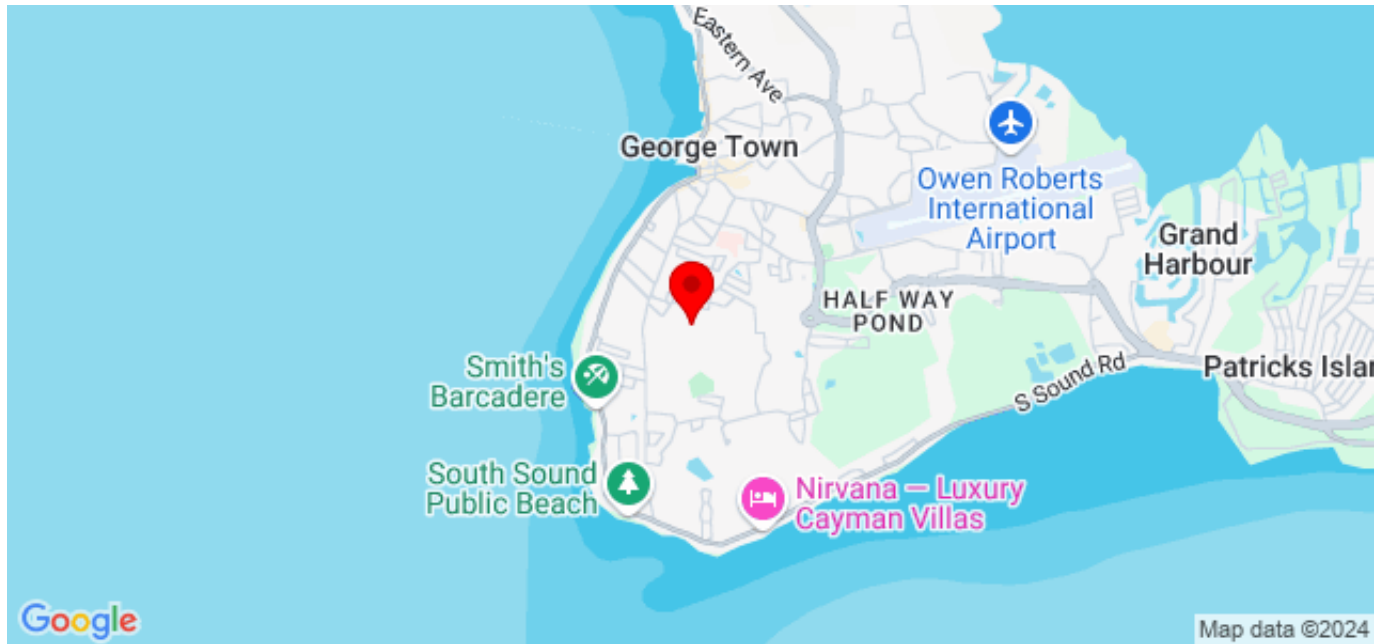 Eastern Ave
George Town
Owen Roberts
International
Airport
Grand
Harbour
HALF WAY
POND
Smith's
Barcadere
S Sound Rd
Patricks Islan
South Sound
Public Beach
Nirvana — Luxury
Cayman Villas
Google
Map data ©2024